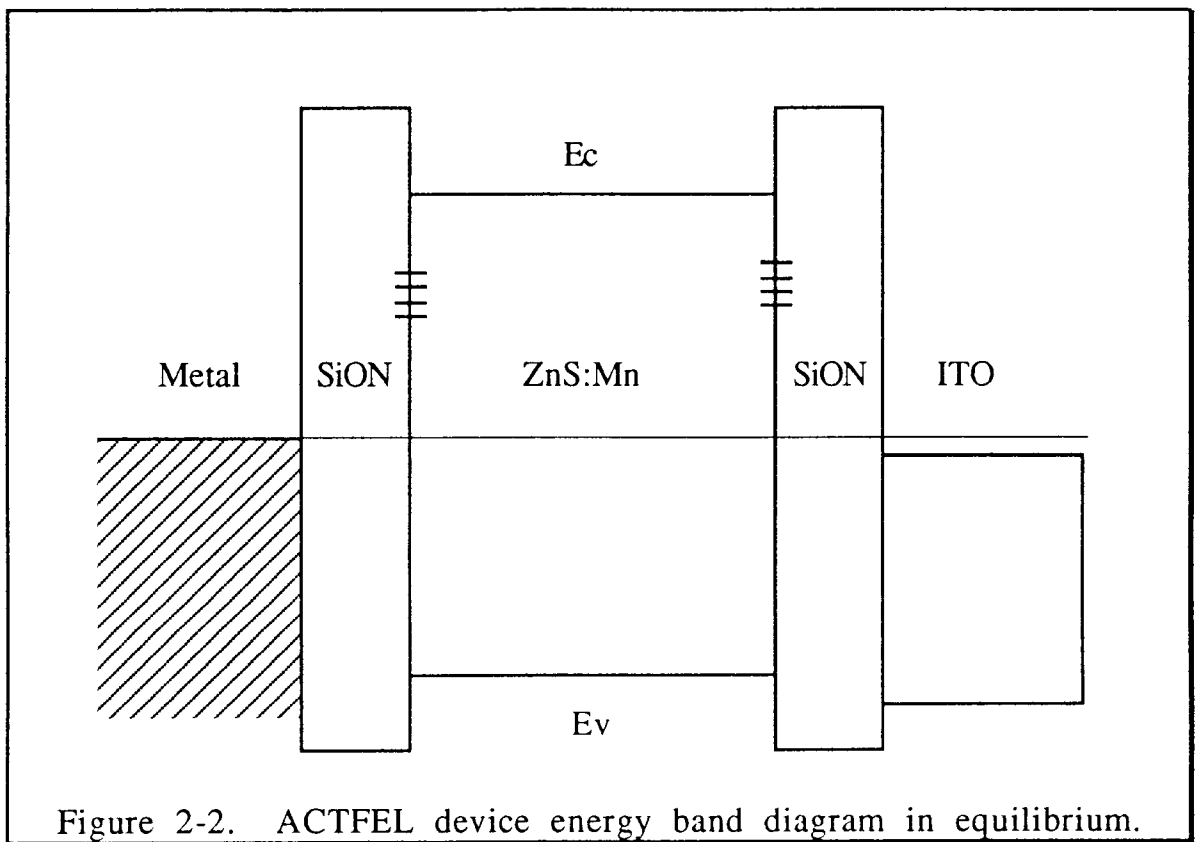 Ec
Metal SiON ZnS:Mn SiON ITO
Ev
Figure 2-2. ACTFEL device energy band diagram in equilibrium.